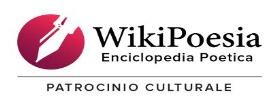 WikiPoesia
Enciclopedia Poetica
PATROCINIO CULTURALE